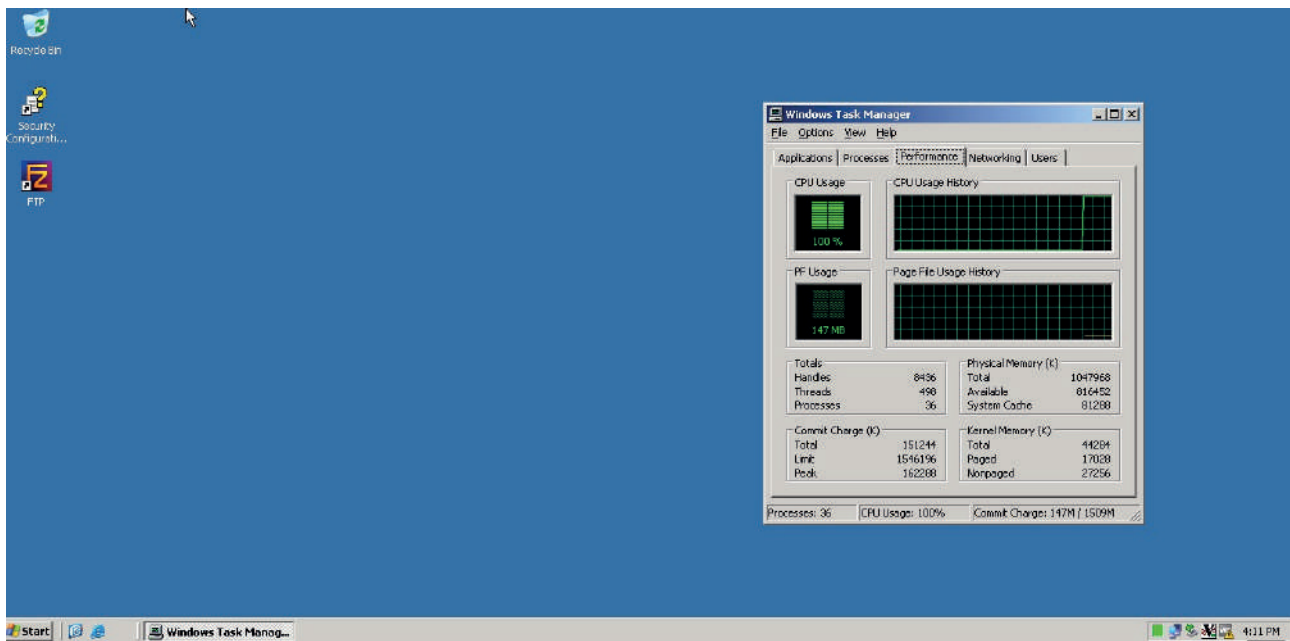 Recycle Bin
Security
Configurati...
FTP
Windows Task Manager
File Options View Help
Applications Processes Performance Networking Users
CPU Usage CPU Usage History
100 %
PF Usage Page File Usage History
147 MB
Totals
Handles 8436
Threads 498
Processes 36
Physical Memory (K)
Total 1047968
Available 816452
System Cache 81288
Commit Charge (K)
Total 151244
Limit 1546196
Peak 162288
Kernel Memory (K)
Total 44284
Paged 17028
Nonpaged 27256
Processes: 36 CPU Usage: 100% Commit Charge: 147M / 1509M
Start Windows Task Manag... 4:11 PM